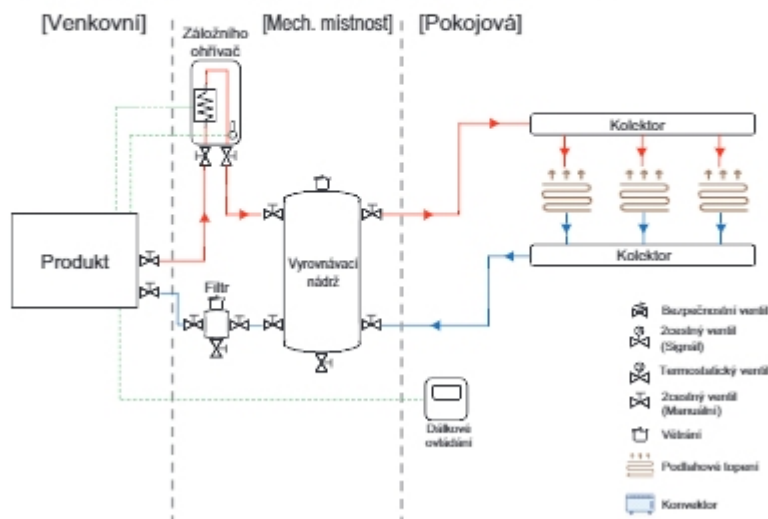 [Venkovní]
[Mech. místnost]
[Pokojová]
Záložního
ohřívač
Kolektor
Produkt
Vyrovnávací
nádrž
Kolektor
Filtr
Bezpečnostní ventil
2cestný ventil
(Signál)
Termostatický ventil
2cestný ventil
(Manuální)
Větrání
Podlahové topení
Konvektor
Dálkové
ovládání